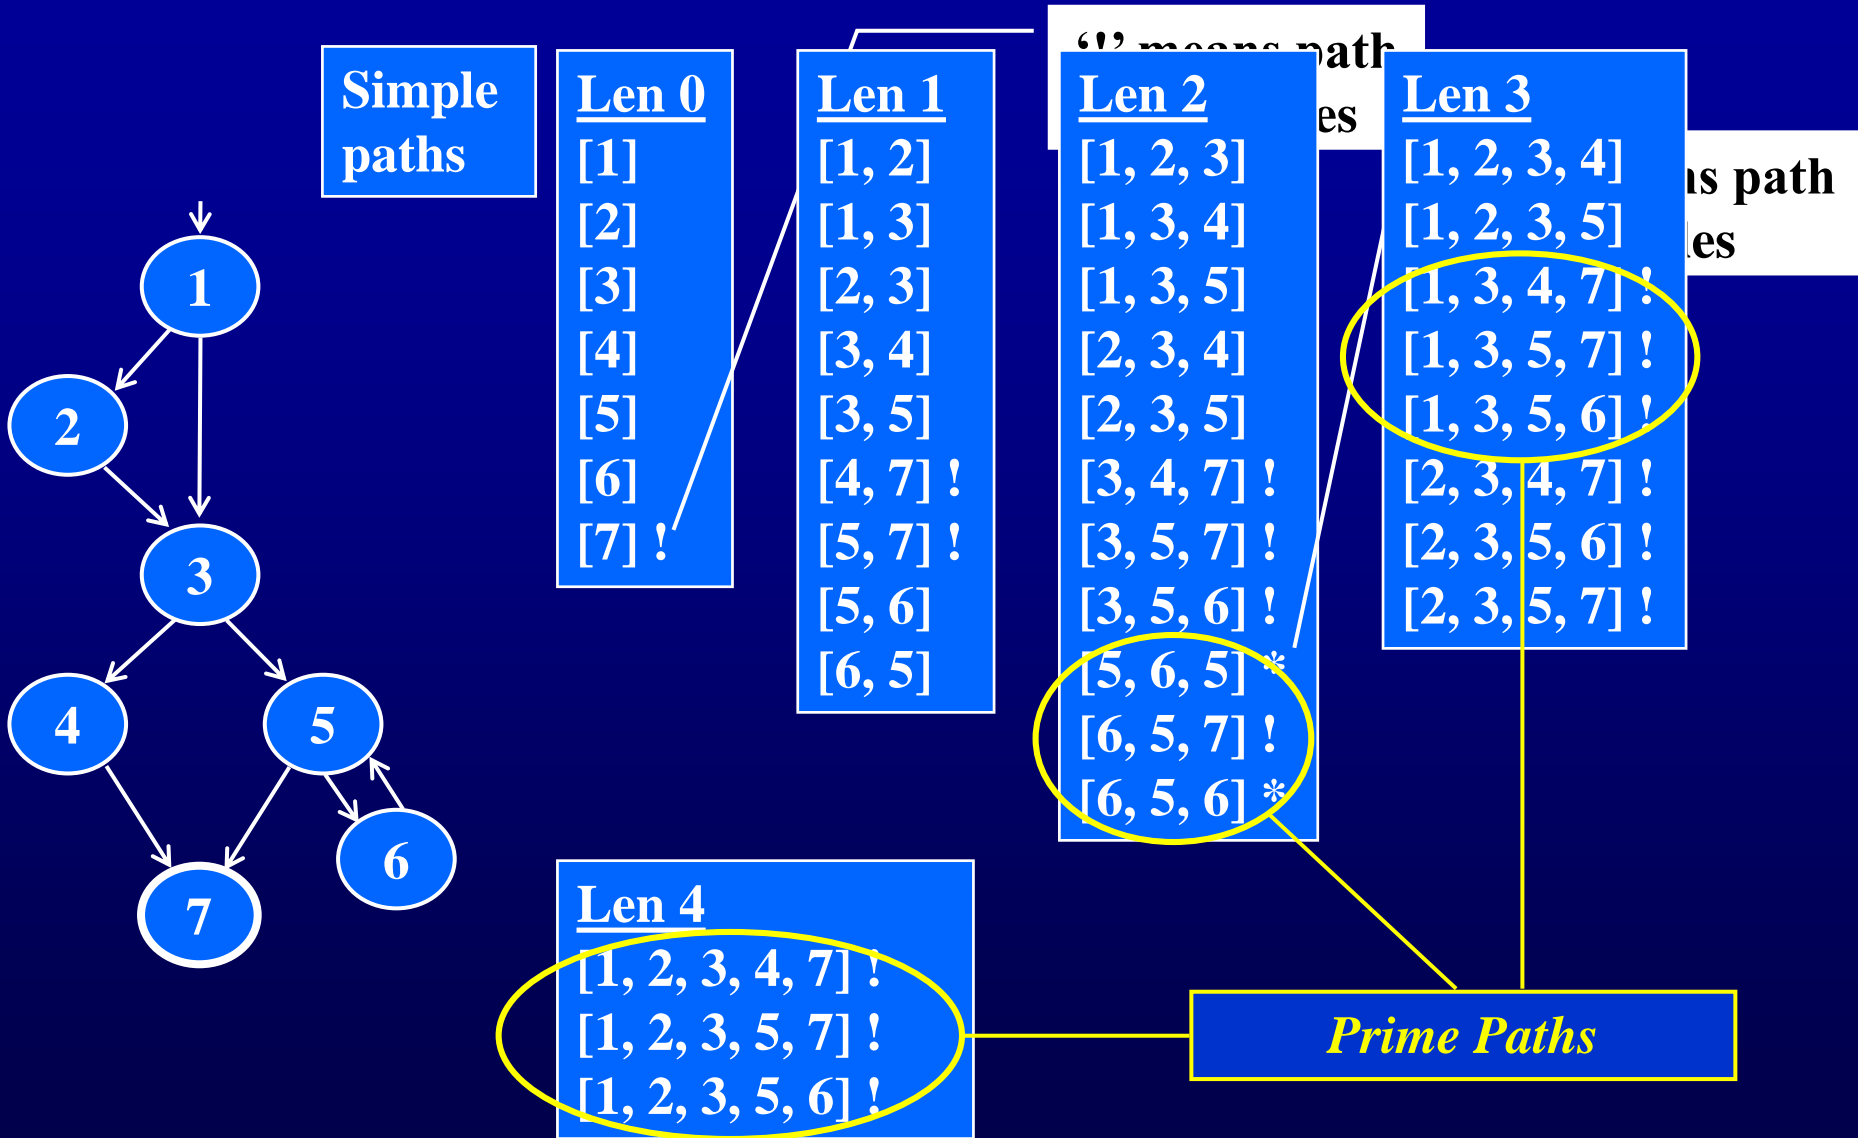 Simple
paths
Len 0
[1]
[2]
[3]
[4]
[5]
[6]
[7] !
Len 1
[1, 2]
[1, 3]
[2, 3]
[3, 4]
[3, 5]
[4, 7] !
[5, 7] !
[5, 6]
[6, 5]
‘!’ means path
Len 2
[1, 2, 3]
[1, 3, 4]
[1, 3, 5]
[2, 3, 4]
[2, 3, 5]
[3, 4, 7] !
[3, 5, 7] !
[3, 5, 6] !
[5, 6, 5] *
[6, 5, 7] !
[6, 5, 6] *
Len 3
[1, 2, 3, 4]
[1, 2, 3, 5]
[1, 3, 4, 7] !
[1, 3, 5, 7] !
[1, 3, 5, 6] !
[2, 3, 4, 7] !
[2, 3, 5, 6] !
[2, 3, 5, 7] !
path
1
2
3
4
5
6
7
Len 4
[1, 2, 3, 4, 7] !
[1, 2, 3, 5, 7] !
[1, 2, 3, 5, 6] !
Prime Paths